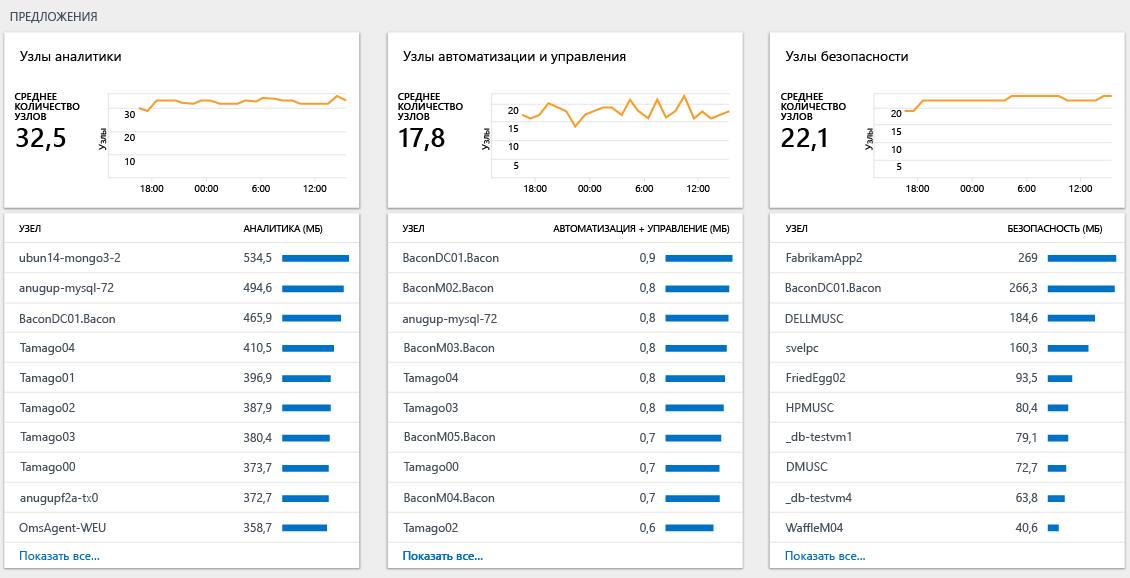 ПРЕДЛОЖЕНИЯ
Узлы аналитики
СРЕДНЕЕ
КОЛИЧЕСТВО
УЗЛОВ
32,5
Узлы
30
20
10
18:00 00:00 6:00 12:00
УЗЕЛ АНАЛИТИКА (МБ)
ubun14-mongo3-2 534,5
anugup-mysql-72 494,6
BaconDC01.Bacon 465,9
Tamago04 410,5
Tamago01 396,9
Tamago02 387,9
Tamago03 380,4
Tamago00 373,7
anugupf2a-tx0 372,7
OmsAgent-WEU 358,7
Показать все...
Узлы автоматизации и управления
СРЕДНЕЕ
КОЛИЧЕСТВО
УЗЛОВ
17,8
Узлы
20
15
10
5
18:00 00:00 6:00 12:00
УЗЕЛ АВТОМАТИЗАЦИЯ + УПРАВЛЕНИЕ (МБ)
BaconDC01.Bacon 0,9
BaconM02.Bacon 0,8
anugup-mysql-72 0,8
BaconM03.Bacon 0,8
Tamago04 0,8
Tamago03 0,8
BaconM05.Bacon 0,7
Tamago00 0,7
BaconM04.Bacon 0,7
Tamago02 0,6
Показать все...
Узлы безопасности
СРЕДНЕЕ
КОЛИЧЕСТВО
УЗЛОВ
22,1
Узлы
20
15
10
5
18:00 00:00 6:00 12:00
УЗЕЛ БЕЗОПАСНОСТЬ (МБ)
FabrikamApp2 269
BaconDC01.Bacon 266,3
DELLMUSC 184,6
svelpc 160,3
FriedEgg02 93,5
HPMUSC 80,4
_db-testvm1 79,1
DMUSC 72,7
_db-testvm4 63,8
WaffleM04 40,6
Показать все...